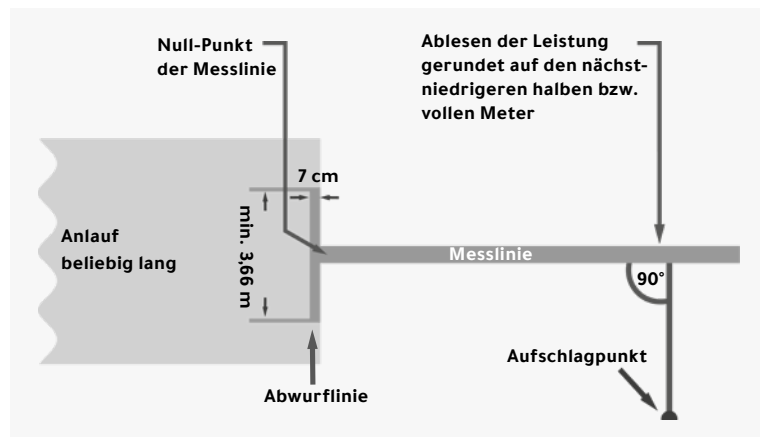 Null-Punkt
der Messlinie
Ablesen der Leistung
gerundet auf den nächst-
niedrigeren halben bzw.
vollen Meter
7 cm
min. 3,66 m
Anlauf
beliebig lang
Messlinie
90°
Aufschlagpunkt
Abwurflinie